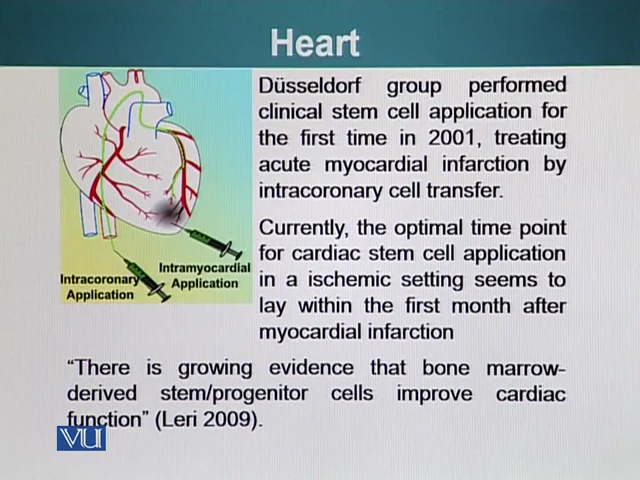 Heart
Düsseldorf group performed
clinical stem cell application for
the first time in 2001, treating
acute myocardial infarction by
intracoronary cell transfer.
Currently, the optimal time point
for cardiac stem cell application
in a ischemic setting seems to
lay within the first month after
myocardial infarction
Intramyocardial
Application
Intracoronary
Application
“There is growing evidence that bone marrow-
derived stem/progenitor cells improve cardiac
function” (Leri 2009).
VU